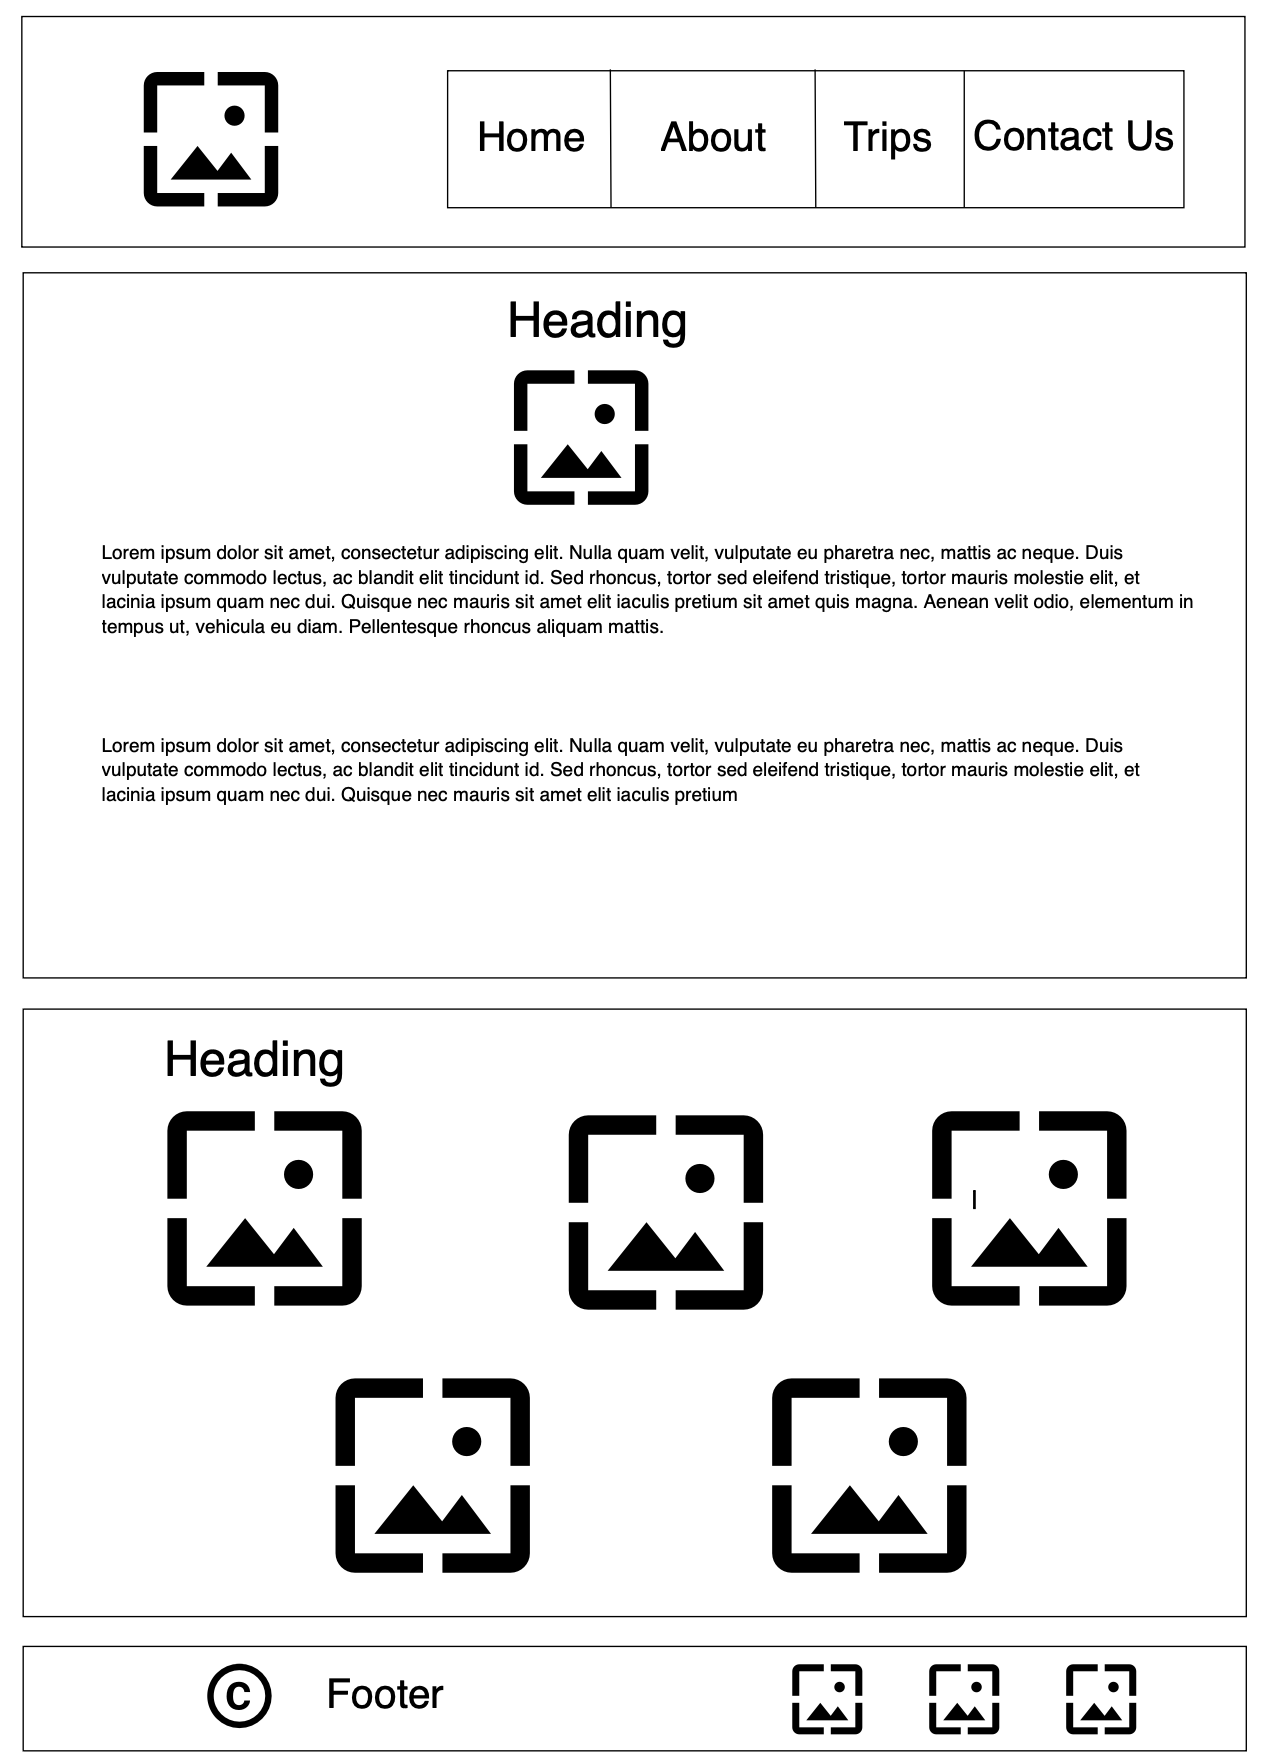 Home About Trips Contact Us
Heading
Lorem ipsum dolor sit amet, consectetur adipiscing elit. Nulla quam velit, vulputate eu pharetra nec, mattis ac neque. Duis
vulputate commodo lectus, ac blandit elit tincidunt id. Sed rhoncus, tortor sed eleifend tristique, tortor mauris molestie elit, et
lacinia ipsum quam nec dui. Quisque nec mauris sit amet elit iaculis pretium sit amet quis magna. Aenean velit odio, elementum in
tempus ut, vehicula eu diam. Pellentesque rhoncus aliquam mattis.
Lorem ipsum dolor sit amet, consectetur adipiscing elit. Nulla quam velit, vulputate eu pharetra nec, mattis ac neque. Duis
vulputate commodo lectus, ac blandit elit tincidunt id. Sed rhoncus, tortor sed eleifend tristique, tortor mauris molestie elit, et
lacinia ipsum quam nec dui. Quisque nec mauris sit amet elit iaculis pretium
Heading
© Footer